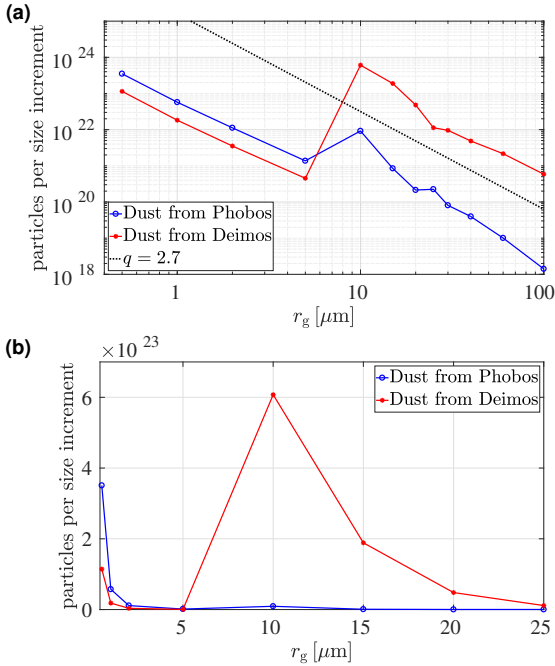 (a)
particles per size increment
10 24
10 22
10 20
10 18
Dust from Phobos
Dust from Deimos
q = 2.7
1
10
100
r_g [μm]
(b)
× 10 23
particles per size increment
6
4
2
0
Dust from Phobos
Dust from Deimos
5
10
15
20
25
r_g [μm]